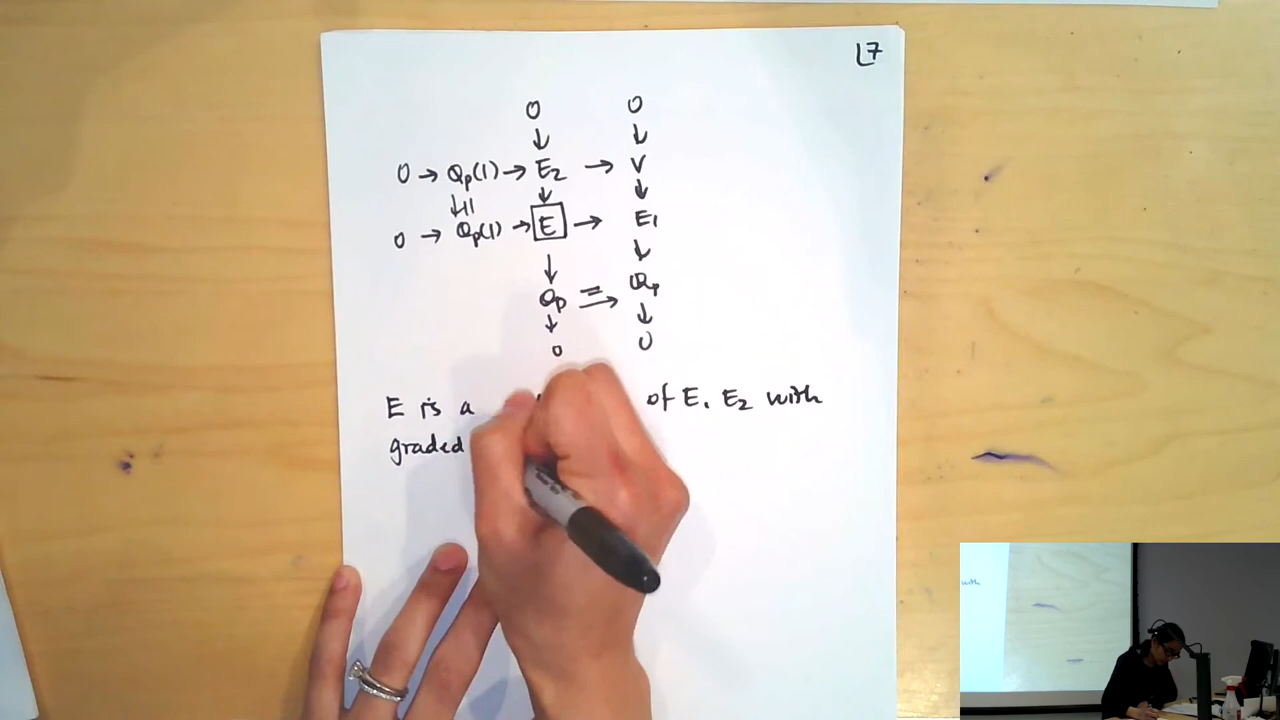 L7
0 0
↓ ↓
0 → Qp(1) → E2 → V
↓|| ↓ ↓
0 → Qp(1) → E → E1
↓ ↓
Qp ⇒ Qp
↓ ↓
0 0
E is a of E1 E2 with
graded
with